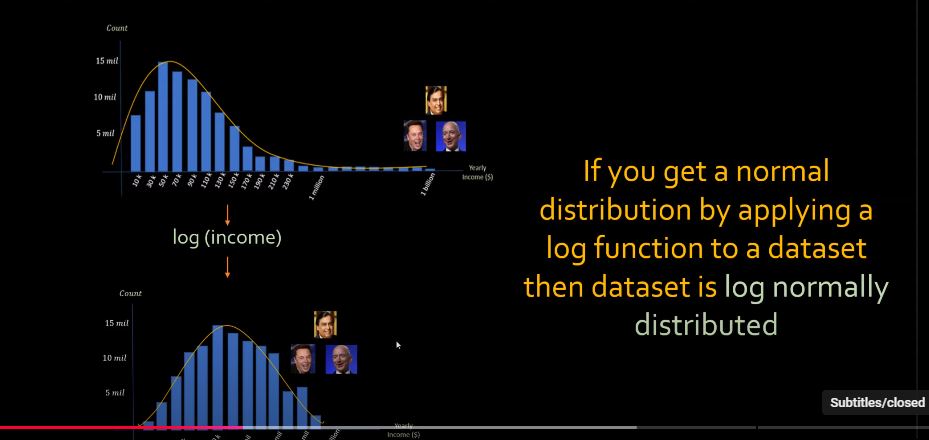 Count
15 mil
10 mil
5 mil
10 k
30 k
50 k
70 k
90 k
110 k
130 k
150 k
170 k
190 k
210 k
230 k
1 million
1 billion
Yearly
Income ($)
log (income)
If you get a normal
distribution by applying a
log function to a dataset
then dataset is log normally
distributed
Count
15 mil
10 mil
5 mil
Yearly
Income ($)
Subtitles/closed